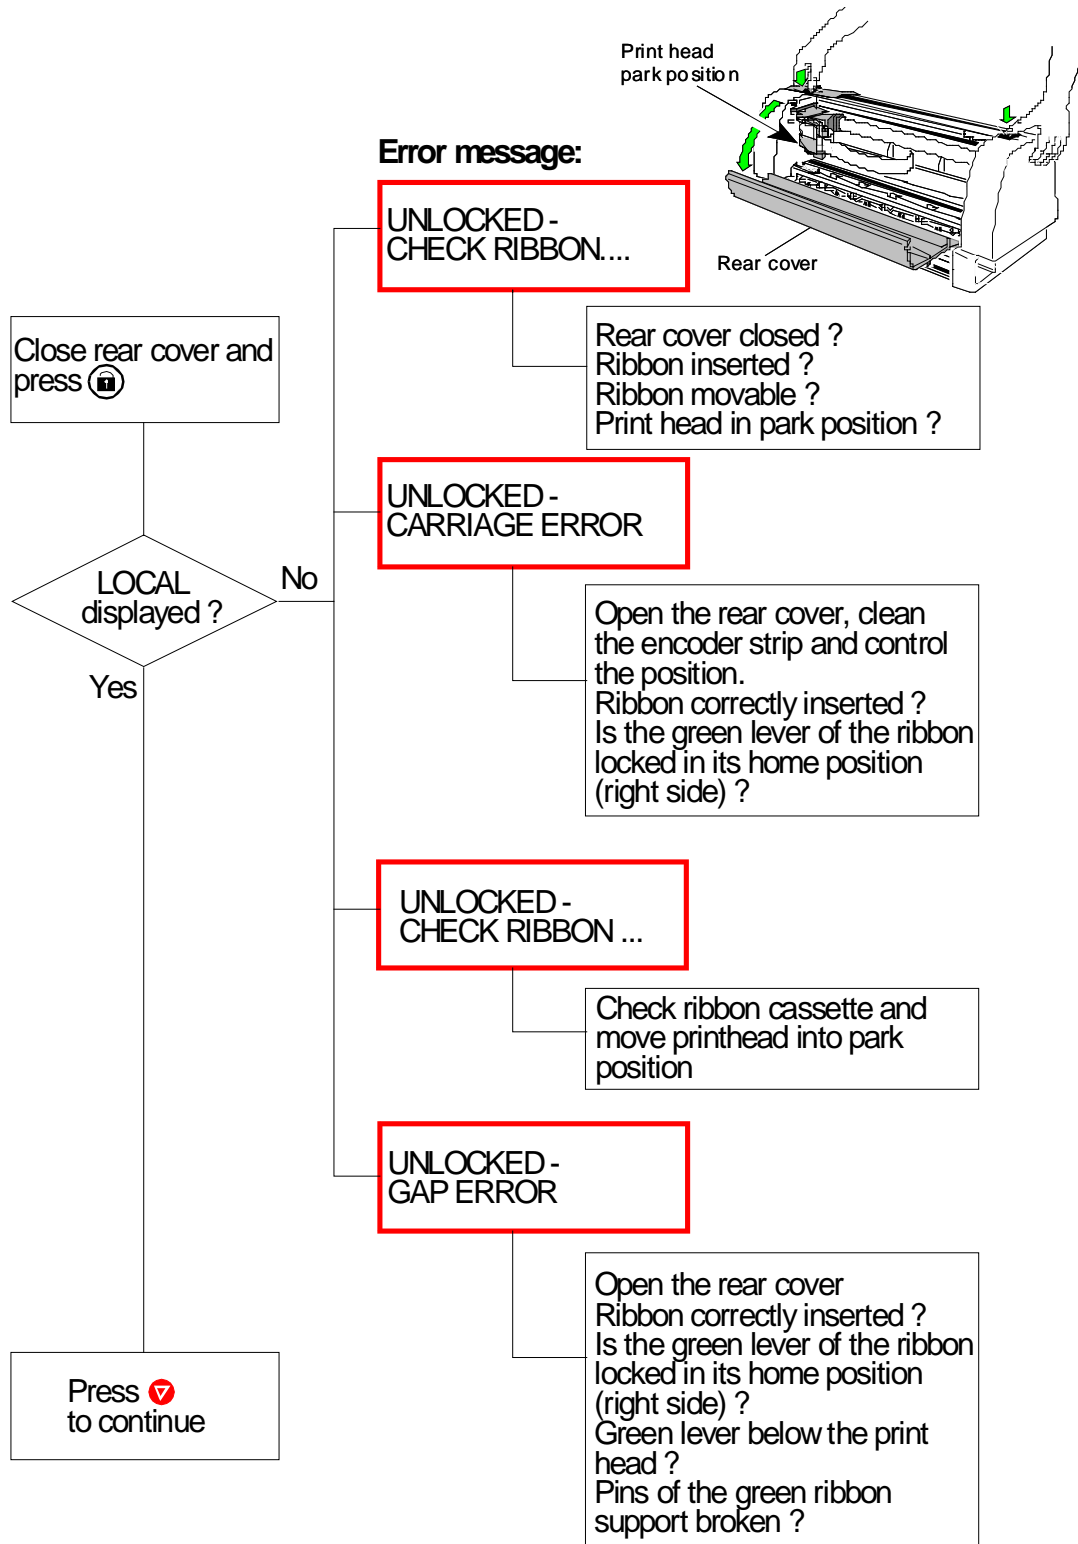 Print head
park position
Rear cover
Error message:
UNLOCKED -
CHECK RIBBON....
Rear cover closed ?
Ribbon inserted ?
Ribbon movable ?
Print head in park position ?
Close rear cover and
press
LOCAL
displayed ?
No
Yes
UNLOCKED -
CARRIAGE ERROR
Open the rear cover, clean
the encoder strip and control
the position.
Ribbon correctly inserted ?
Is the green lever of the ribbon
locked in its home position
(right side) ?
UNLOCKED -
CHECK RIBBON ...
Check ribbon cassette and
move printhead into park
position
UNLOCKED -
GAP ERROR
Open the rear cover
Ribbon correctly inserted ?
Is the green lever of the ribbon
locked in its home position
(right side) ?
Green lever below the print
head ?
Pins of the green ribbon
support broken ?
Press
to continue